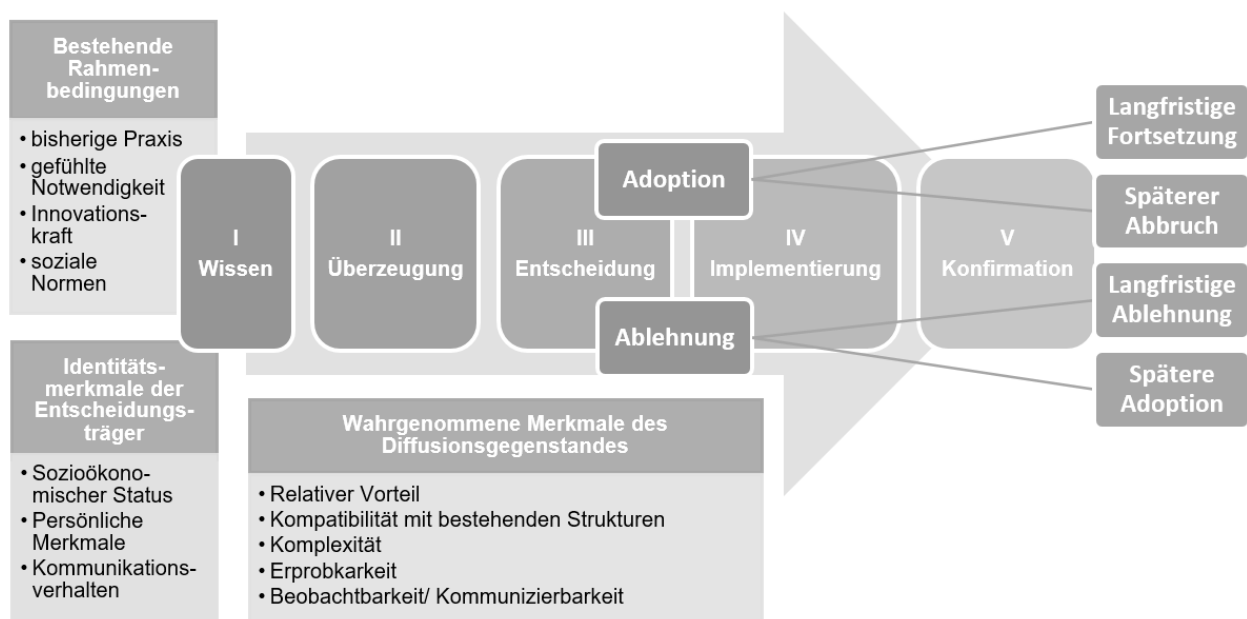 Bestehende
Rahmen-
bedingungen
• bisherige Praxis
• gefühlte
Notwendigkeit
• Innovations-
kraft
• soziale
Normen
Identitäts-
merkmale der
Entscheidungs-
träger
• Sozioökono-
mischer Status
• Persönliche
Merkmale
• Kommunikations-
verhalten
I
Wissen
II
Überzeugung
III
Entscheidung
Adoption
Ablehnung
IV
Implementierung
V
Konfirmation
Langfristige
Fortsetzung
Späterer
Abbruch
Langfristige
Ablehnung
Spätere
Adoption
Wahrgenommene Merkmale des
Diffusionsgegenstandes
• Relativer Vorteil
• Kompatibilität mit bestehenden Strukturen
• Komplexität
• Erprobkarkeit
• Beobachtbarkeit/ Kommunizierbarkeit